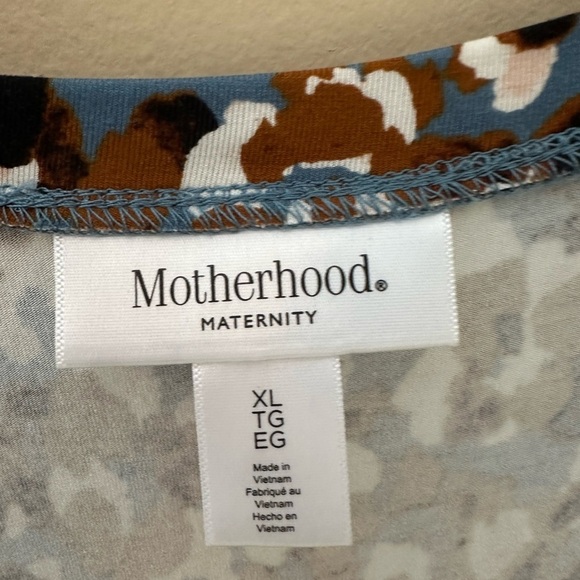 Motherhood®
MATERNITY
XL
TG
EG
Made in
Vietnam
Fabriqué au
Vietnam
Hecho en
Vietnam